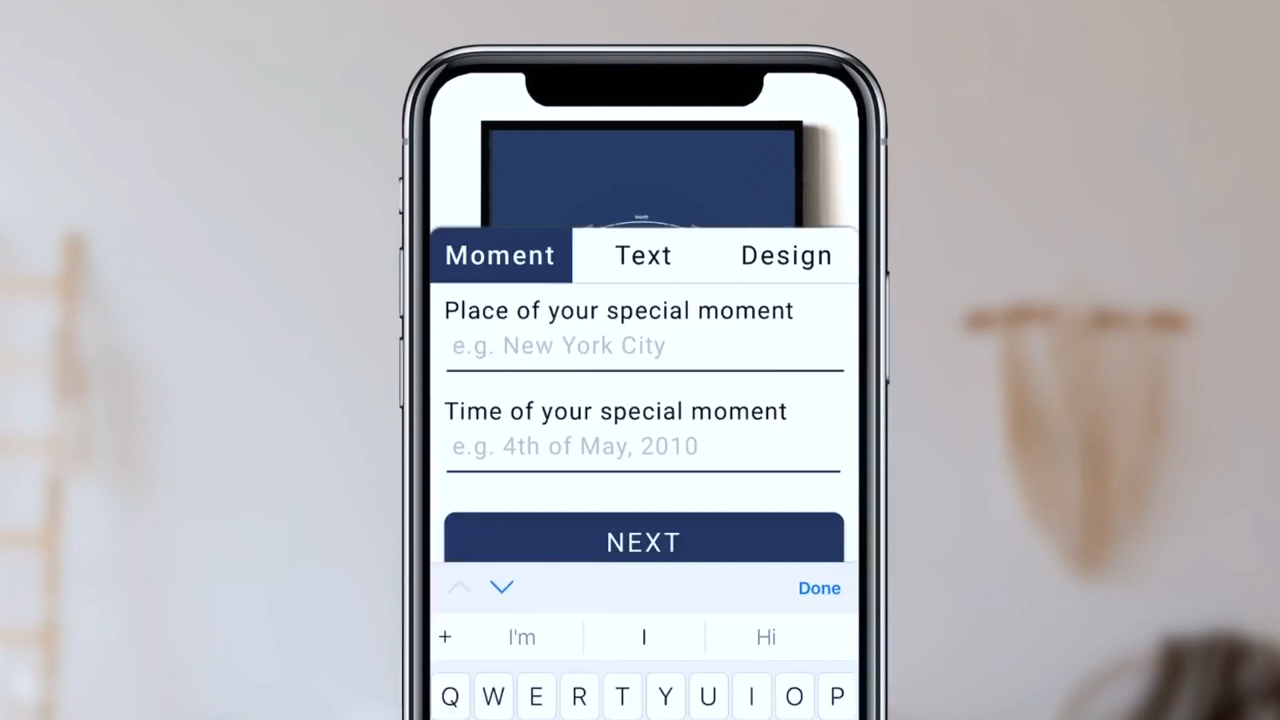 North
Moment Text Design
Place of your special moment
e.g. New York City
Time of your special moment
e.g. 4th of May, 2010
NEXT
Done
+ I'm I Hi
Q W E R T Y U I O P